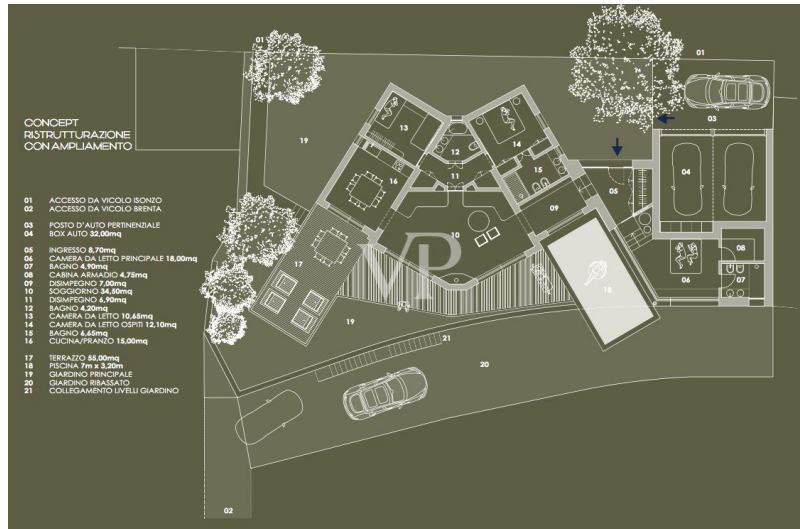 CONCEPT
RISTRUTTURAZIONE
CON AMPLIAMENTO
01 ACCESSO DA VICOLO ISONZO
02 ACCESSO DA VICOLO BRENTA
03 POSTO D'AUTO PERTINENZIALE
04 BOX AUTO 32,00mq
05 INGRESSO 8,70mq
06 CAMERA DA LETTO PRINCIPALE 18,00mq
07 BAGNO 4,90mq
08 CABINA ARMADIO 4,75mq
09 DISIMPEGNO 7,00mq
10 SOGGIORNO 34,50mq
11 DISIMPEGNO 6,90mq
12 BAGNO 4,20mq
13 CAMERA DA LETTO 10,65mq
14 CAMERA DA LETTO OSPITI 12,10mq
15 BAGNO 6,65mq
16 CUCINA/PRANZO 15,00mq
17 TERRAZZO 55,00mq
18 PISCINA 7m x 3,20m
19 GIARDINO PRINCIPALE
20 GIARDINO RIBASSATO
21 COLLEGAMENTO LIVELLI GIARDINO
01
01
03
19
13
12
14
04
11
15
16
05
09
10
08
17
VP
06
07
18
19
21
20
02